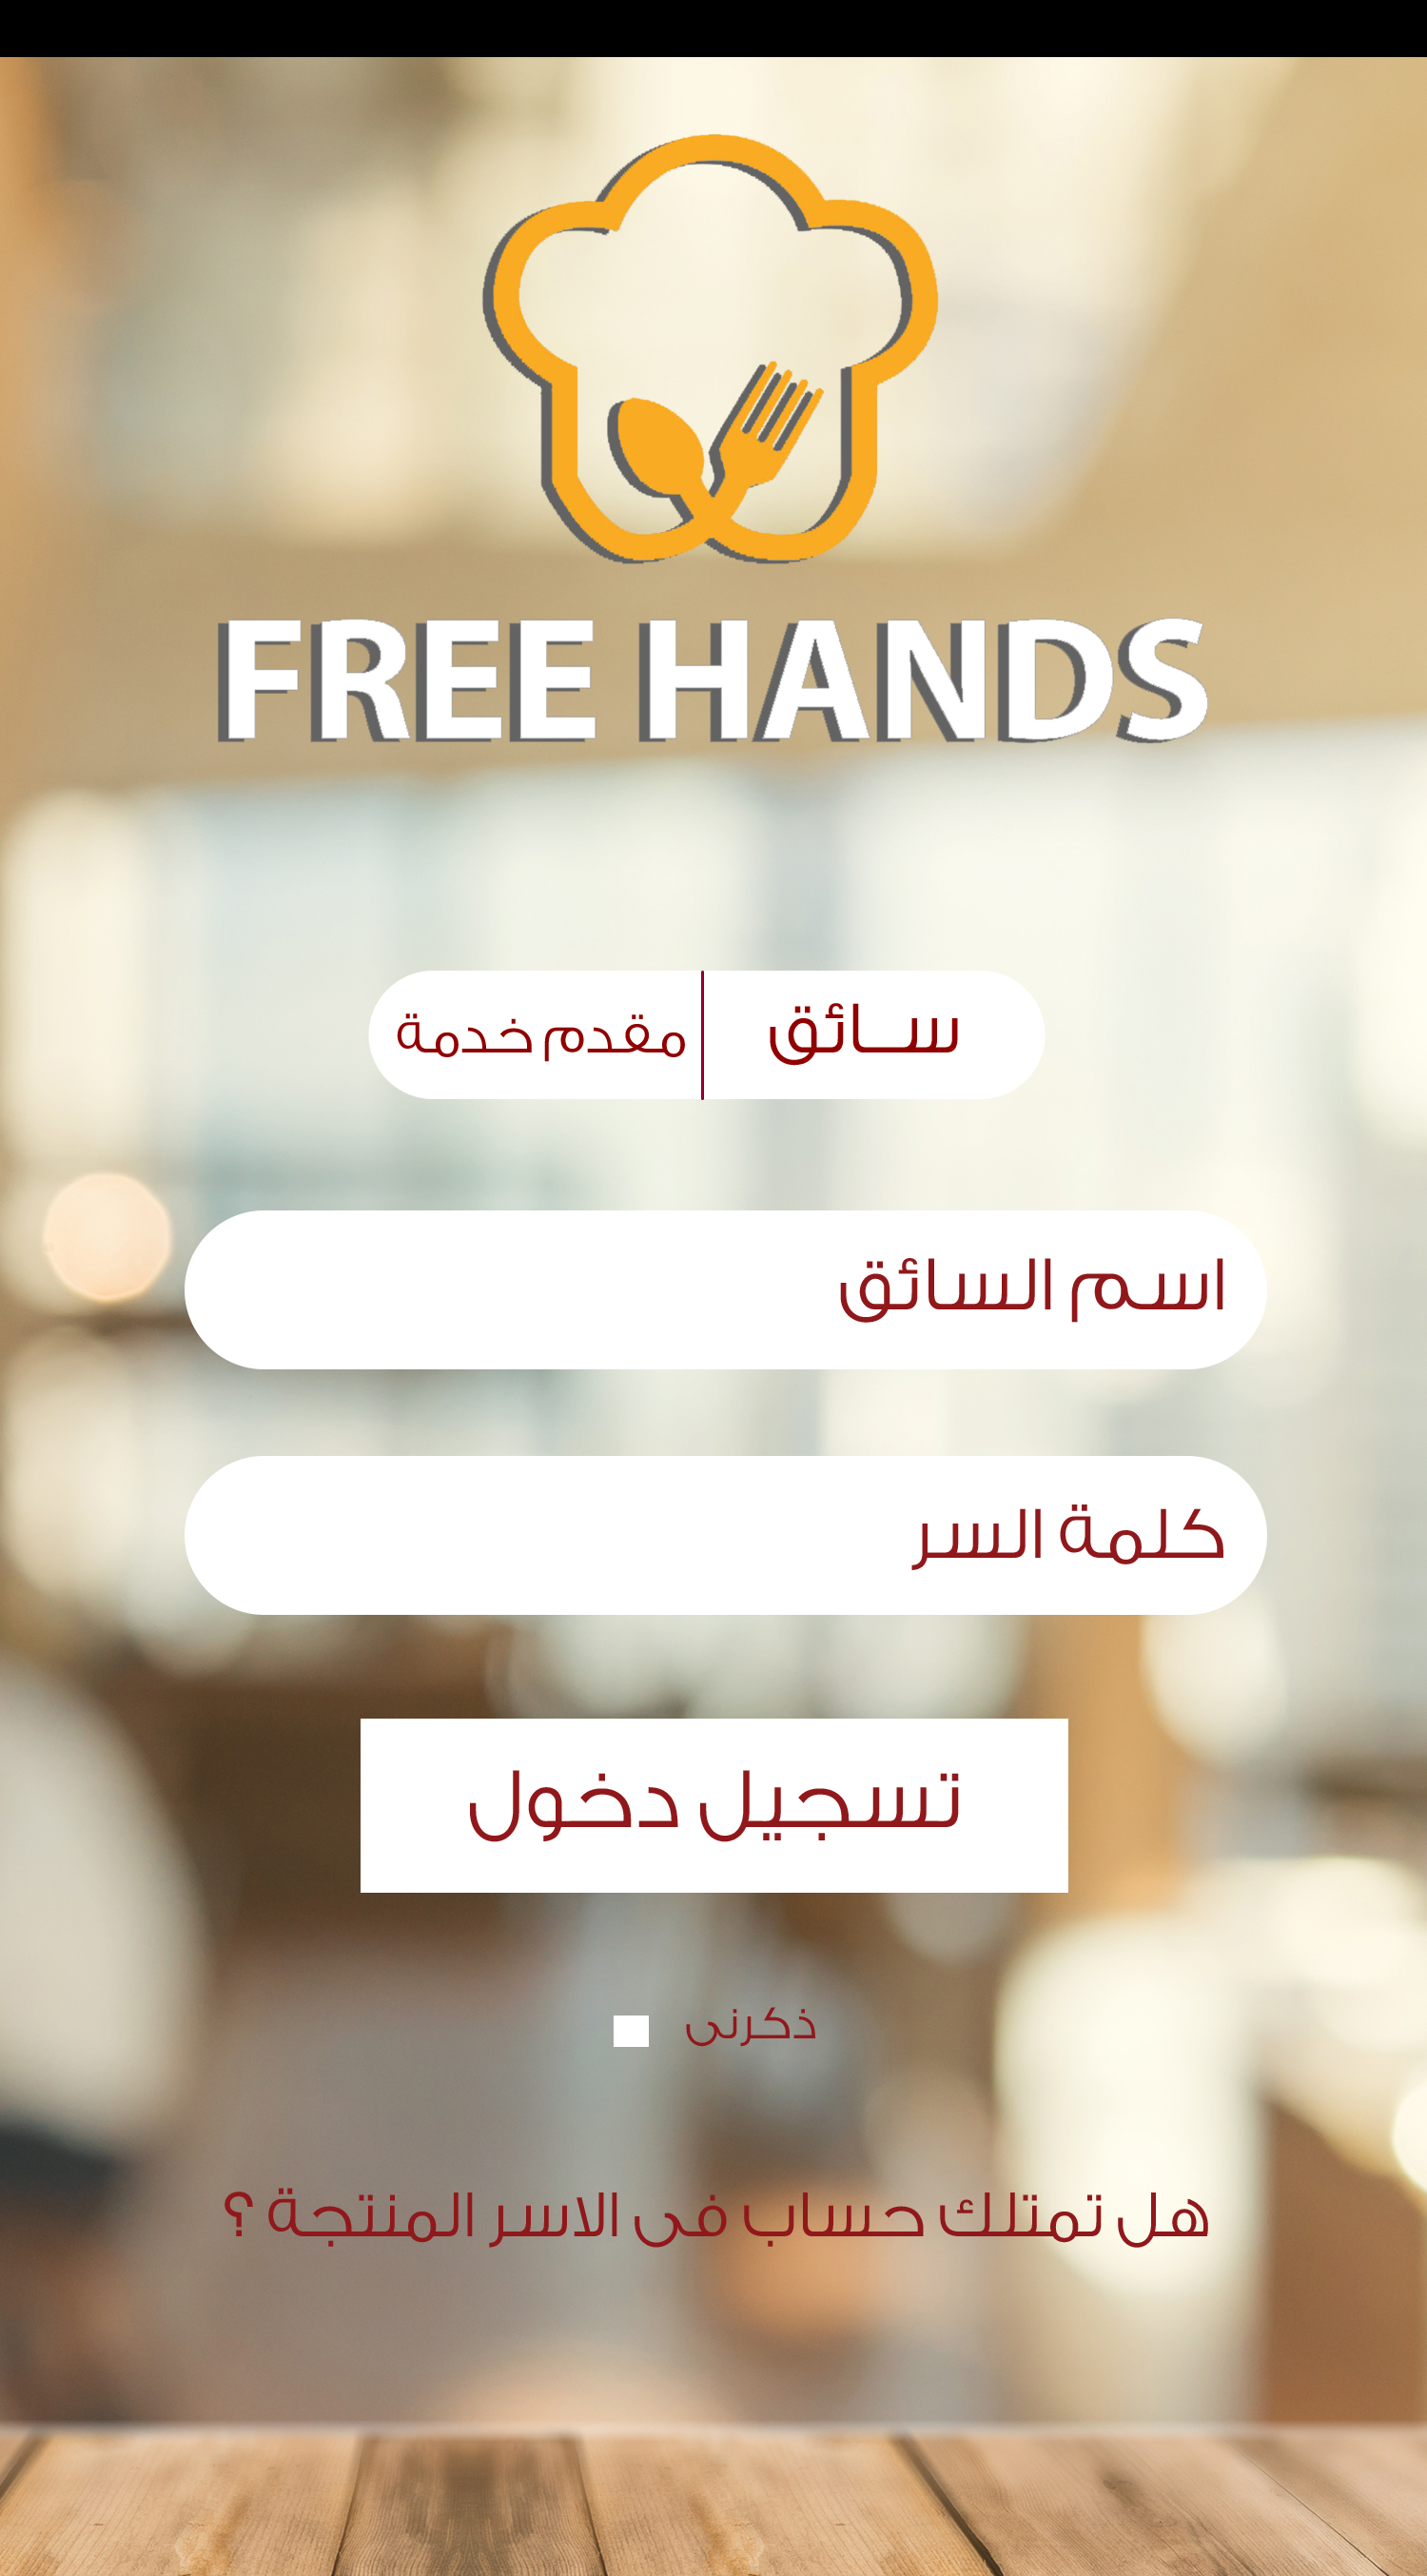 FREE HANDS
سـائق
مقدم خدمة
اسم السائق
كلمة السر
تسجيل دخول
ذكرنى
هل تمتلك حساب فى الاسر المنتجة ؟